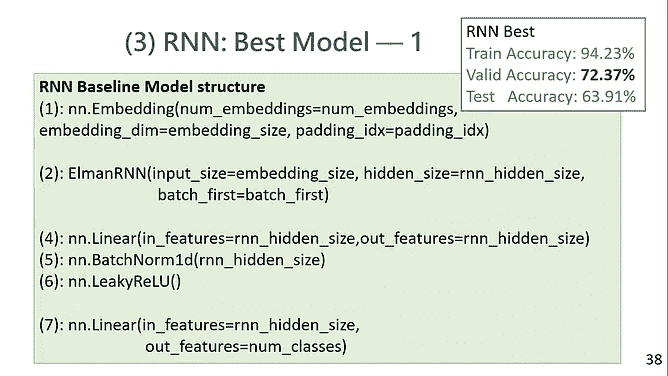 (3) RNN: Best Model — 1
RNN Best
Train Accuracy: 94.23%
Valid Accuracy: 72.37%
Test Accuracy: 63.91%
RNN Baseline Model structure
(1): nn.Embedding(num_embeddings=num_embeddings,
embedding_dim=embedding_size, padding_idx=padding_idx)
(2): ElmanRNN(input_size=embedding_size, hidden_size=rnn_hidden_size,
batch_first=batch_first)
(4): nn.Linear(in_features=rnn_hidden_size,out_features=rnn_hidden_size)
(5): nn.BatchNorm1d(rnn_hidden_size)
(6): nn.LeakyReLU()
(7): nn.Linear(in_features=rnn_hidden_size,
out_features=num_classes)
38